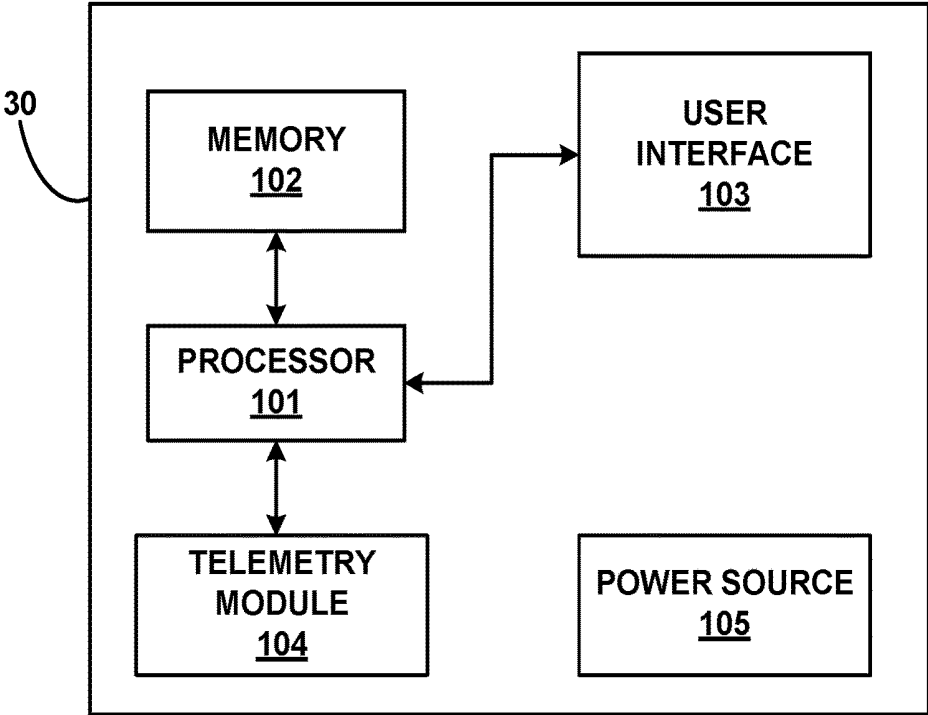 30
MEMORY
102
USER
INTERFACE
103
PROCESSOR
101
TELEMETRY
MODULE
104
POWER SOURCE
105